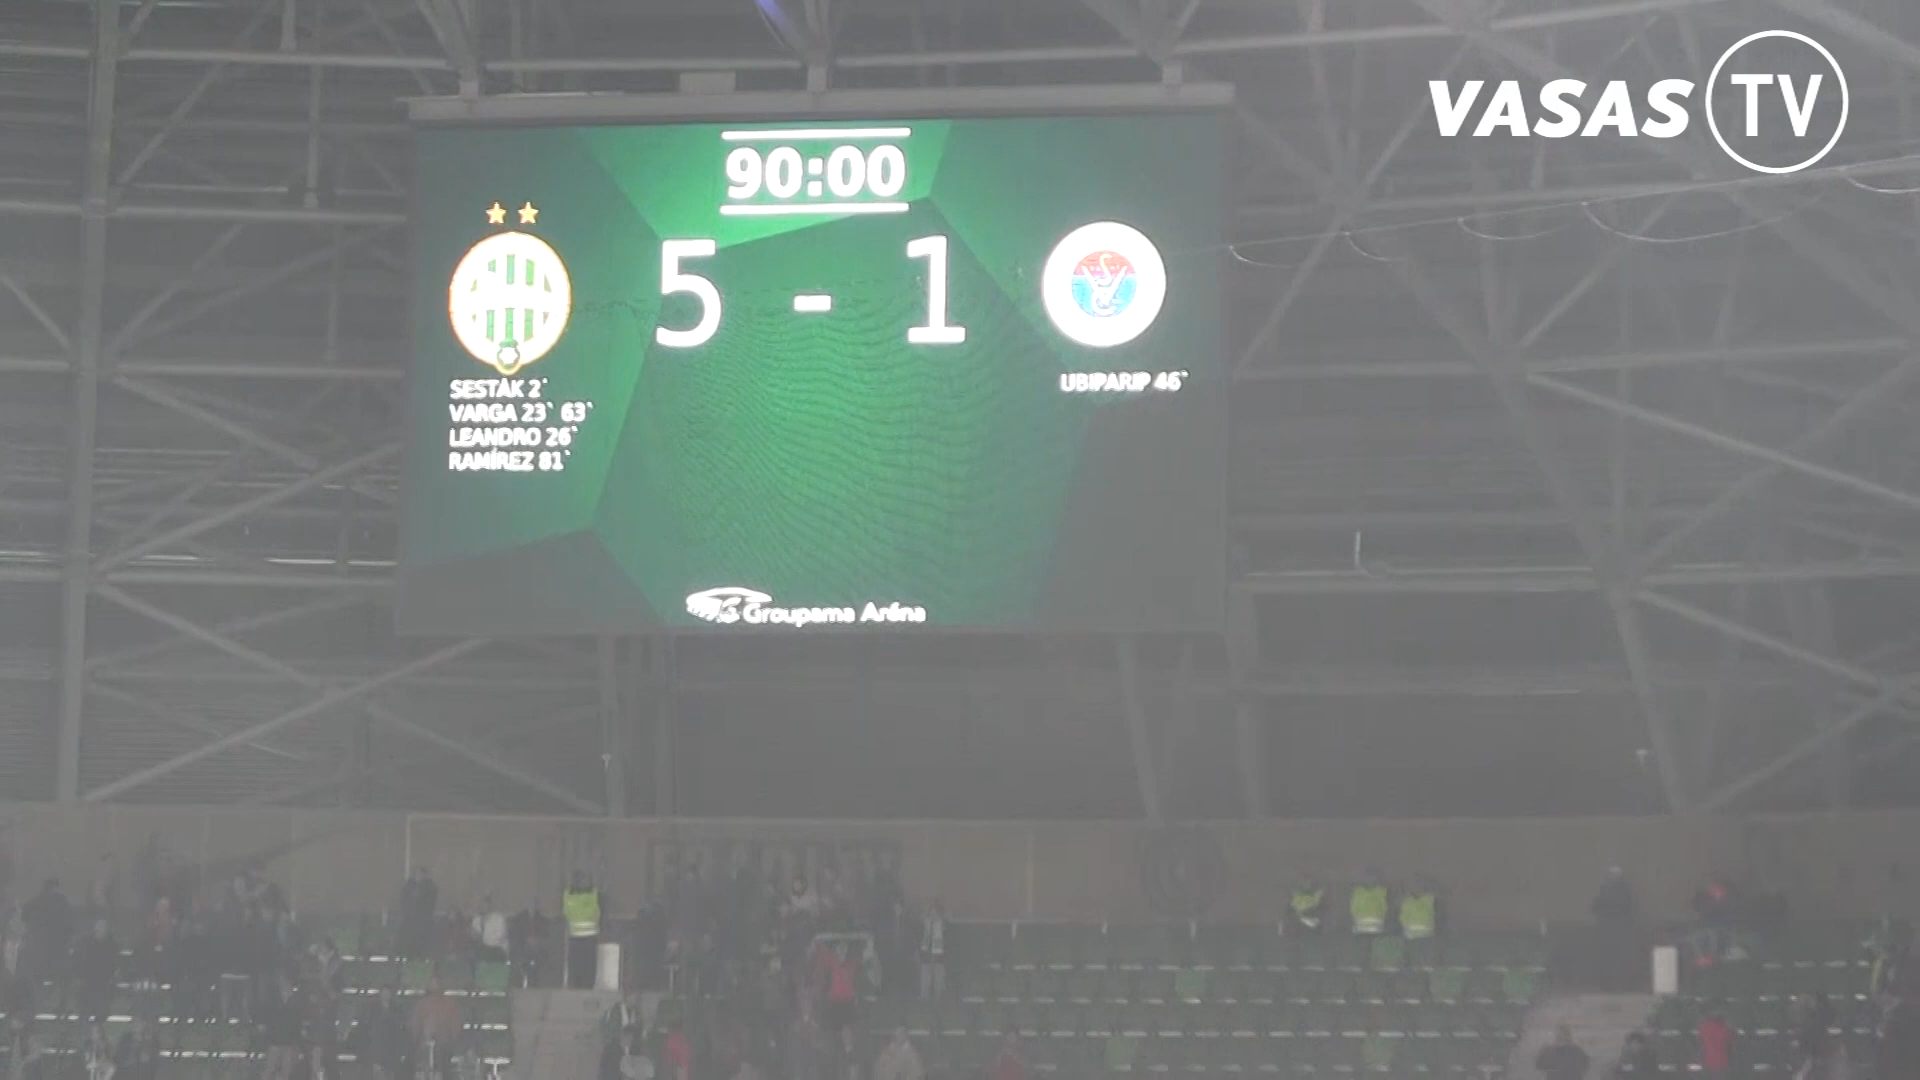 VASAS TV
90:00
5 - 1
SESTÁK 2`
VARGA 23` 63`
LEANDRO 26`
RAMÍREZ 81`
UBIPARIP 46`
Groupama Aréna